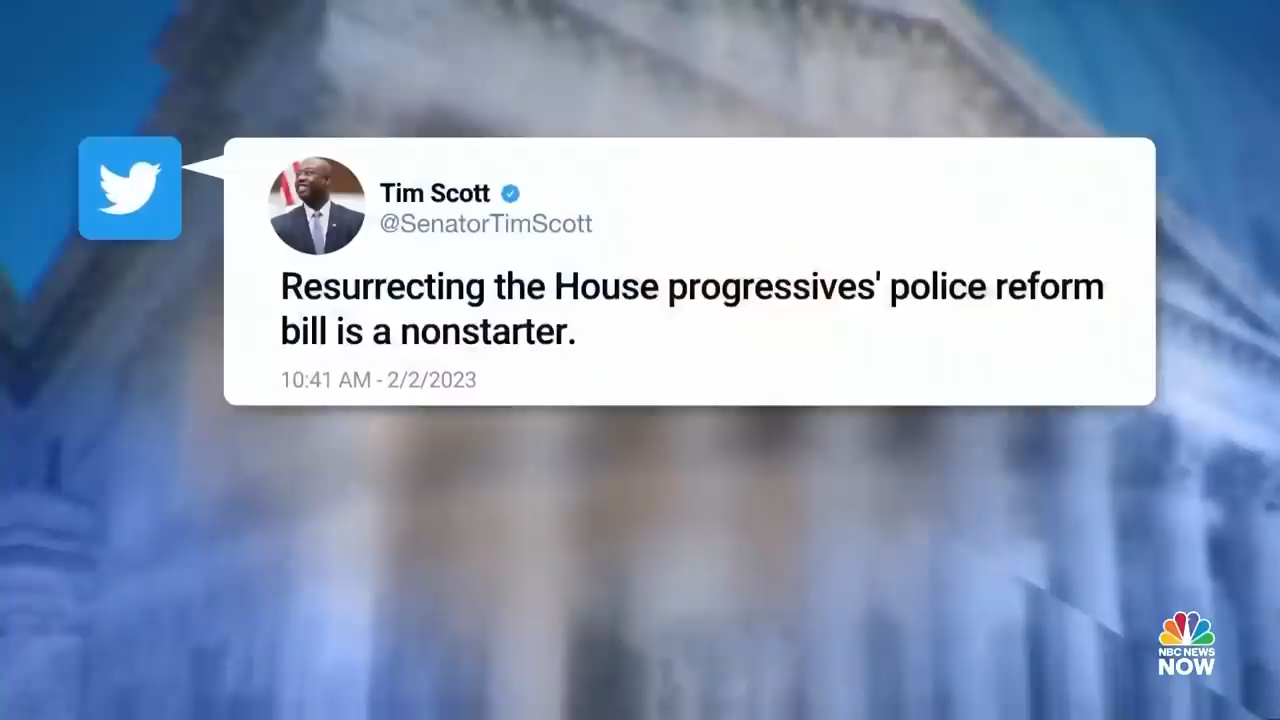 Tim Scott
@SenatorTimScott
Resurrecting the House progressives' police reform
bill is a nonstarter.
10:41 AM - 2/2/2023
NBC NEWS
NOW